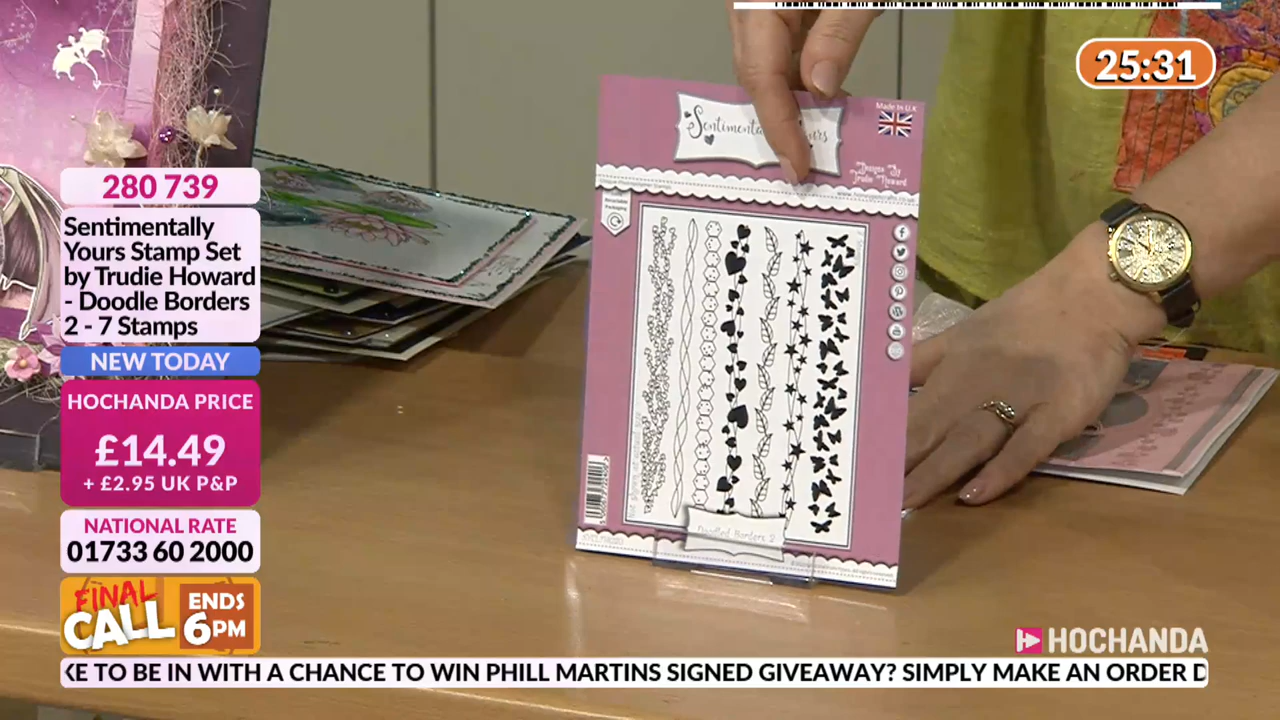 25:31
280 739
Sentimentally
Yours Stamp Set
by Trudie Howard
- Doodle Borders
2 - 7 Stamps
NEW TODAY
HOCHANDA PRICE
£14.49
+ £2.95 UK P&P
NATIONAL RATE
01733 60 2000
FINAL
CALL
ENDS
6PM
Made in U.K
Designs By
Trudie Howard
Doodled Borders 2
HOCHANDA
KE TO BE IN WITH A CHANCE TO WIN PHILL MARTINS SIGNED GIVEAWAY? SIMPLY MAKE AN ORDER D